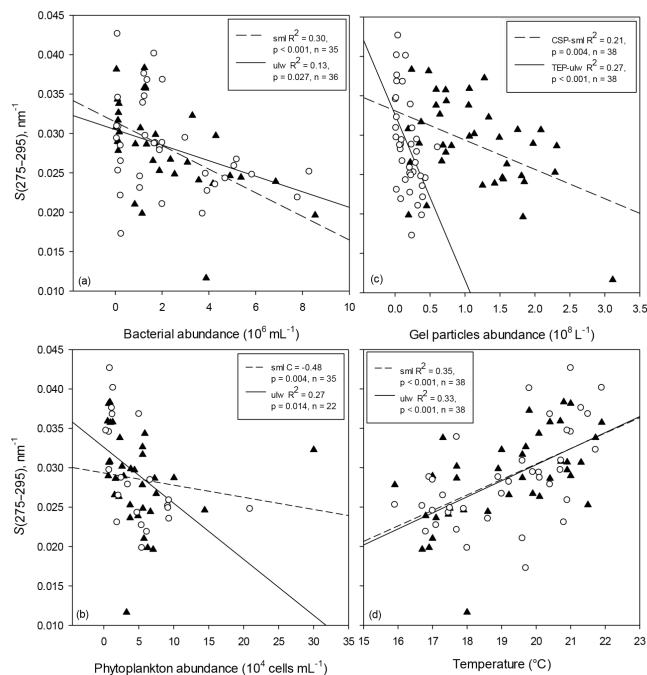 0.045
0.040
0.035
0.030
0.025
0.020
0.015
0.010
S(275−295), nm-1
sml R2 = 0.30,
p < 0.001, n = 35
ulw R2 = 0.13,
p = 0.027, n = 36
(a)
0 2 4 6 8 10
Bacterial abundance (106 mL-1)
CSP-sml R2 = 0.21,
p = 0.004, n = 38
TEP-ulw R2 = 0.27,
p < 0.001, n = 38
(c)
0.0 0.5 1.0 1.5 2.0 2.5 3.0 3.5
Gel particles abundance (108 L-1)
0.045
0.040
0.035
0.030
0.025
0.020
0.015
0.010
S(275−295), nm-1
sml C = -0.48,
p = 0.004, n = 35
ulw R2 = 0.27
p = 0.014, n = 22
(b)
0 5 10 15 20 25 30 35
Phytoplankton abundance (104 cells mL-1)
sml R2 = 0.35,
p < 0.001, n = 38
ulw R2 = 0.33,
p < 0.001, n = 38
(d)
15 16 17 18 19 20 21 22 23
Temperature (°C)